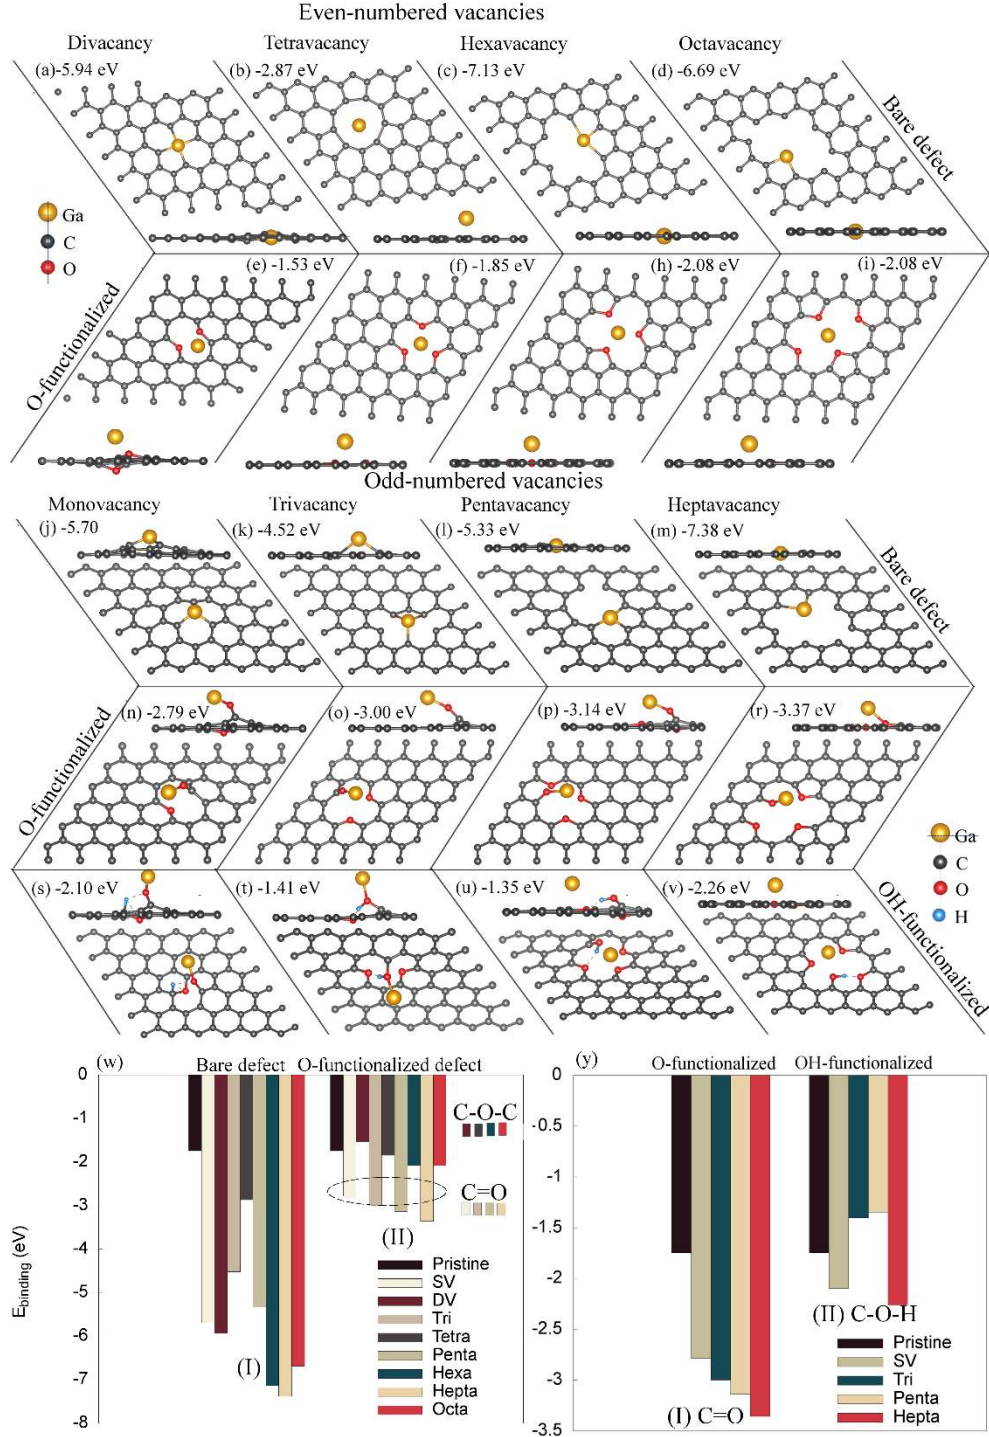 Even-numbered vacancies
Divacancy
Tetravacancy
Hexavacancy
Octavacancy
(a)-5.94 eV
(b) -2.87 eV
(c) -7.13 eV
(d) -6.69 eV
Bare defect
Ga
C
O
O-functionalized
(e) -1.53 eV
(f) -1.85 eV
(h) -2.08 eV
(i) -2.08 eV
Odd-numbered vacancies
Monovacancy
Trivacancy
Pentavacancy
Heptavacancy
(j) -5.70
(k) -4.52 eV
(l) -5.33 eV
(m) -7.38 eV
Bare defect
O-functionalized
(n) -2.79 eV
(o) -3.00 eV
(p) -3.14 eV
(r) -3.37 eV
Ga
C
O
H
(s) -2.10 eV
(t) -1.41 eV
(u) -1.35 eV
(v) -2.26 eV
OH-functionalized
(w)
Bare defect
O-functionalized defect
0
-1
-2
-3
-4
-5
-6
-7
-8
E_binding (eV)
C-O-C
C=O
(I)
(II)
Pristine
SV
DV
Tri
Tetra
Penta
Hexa
Hepta
Octa
(y)
O-functionalized
OH-functionalized
0
-0.5
-1
-1.5
-2
-2.5
-3
-3.5
(I) C=O
(II) C-O-H
Pristine
SV
Tri
Penta
Hepta